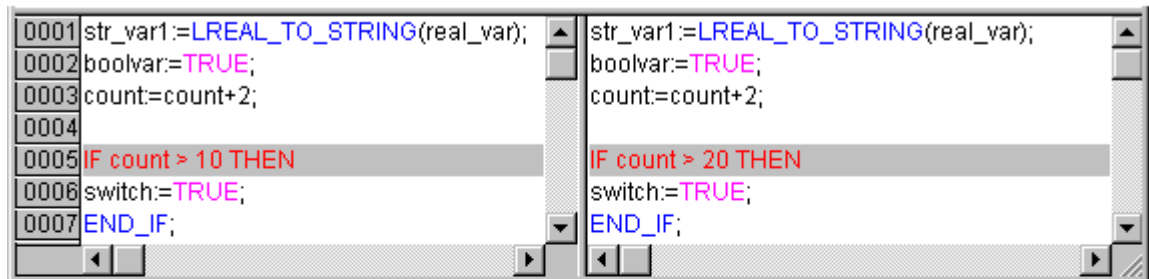 0001 str_var1:=LREAL_TO_STRING(real_var); str_var1:=LREAL_TO_STRING(real_var);
0002 boolvar:=TRUE; boolvar:=TRUE;
0003 count:=count+2; count:=count+2;
0004
0005 IF count > 10 THEN IF count > 20 THEN
0006 switch:=TRUE; switch:=TRUE;
0007 END_IF; END_IF;